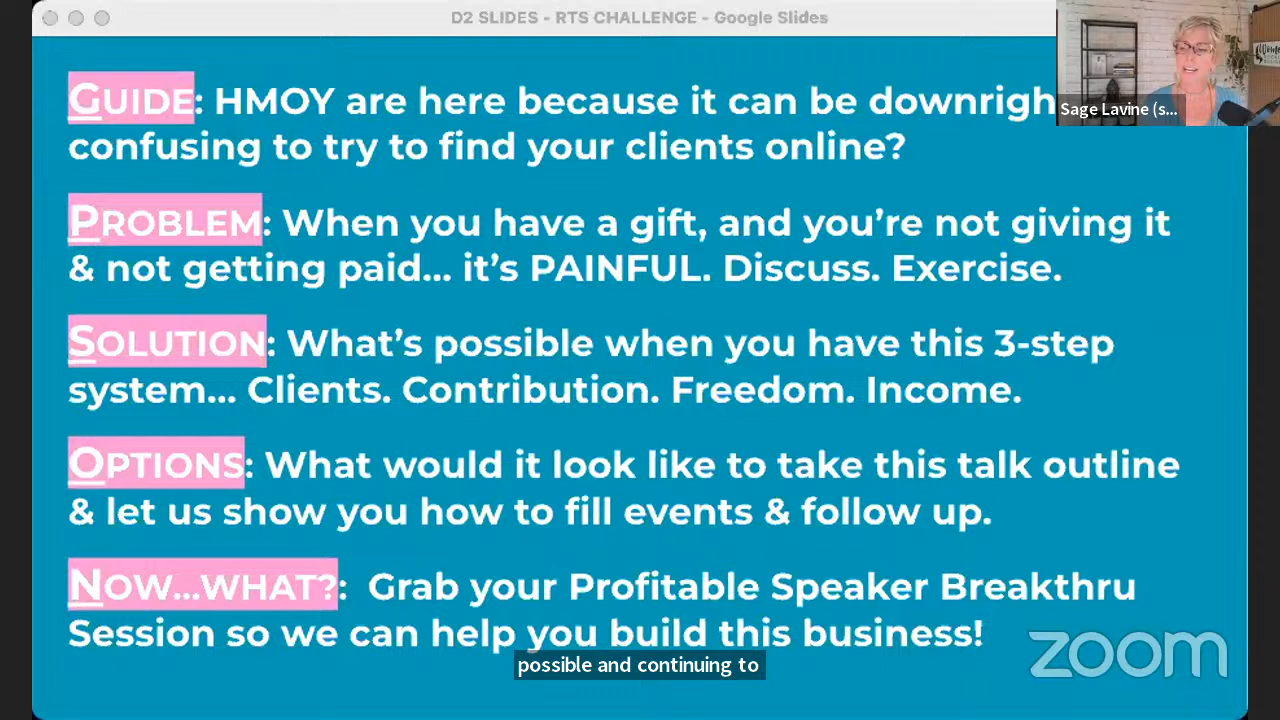 D2 SLIDES - RTS CHALLENGE - Google Slides
GUIDE: HMOY are here because it can be downrigh
confusing to try to find your clients online?
Sage Lavine (s...
PROBLEM: When you have a gift, and you're not giving it
& not getting paid... it's PAINFUL. Discuss. Exercise.
SOLUTION: What's possible when you have this 3-step
system... Clients. Contribution. Freedom. Income.
OPTIONS: What would it look like to take this talk outline
& let us show you how to fill events & follow up.
NOW...WHAT?:  Grab your Profitable Speaker Breakthru
Session so we can help you build this business!
zoom
possible and continuing to